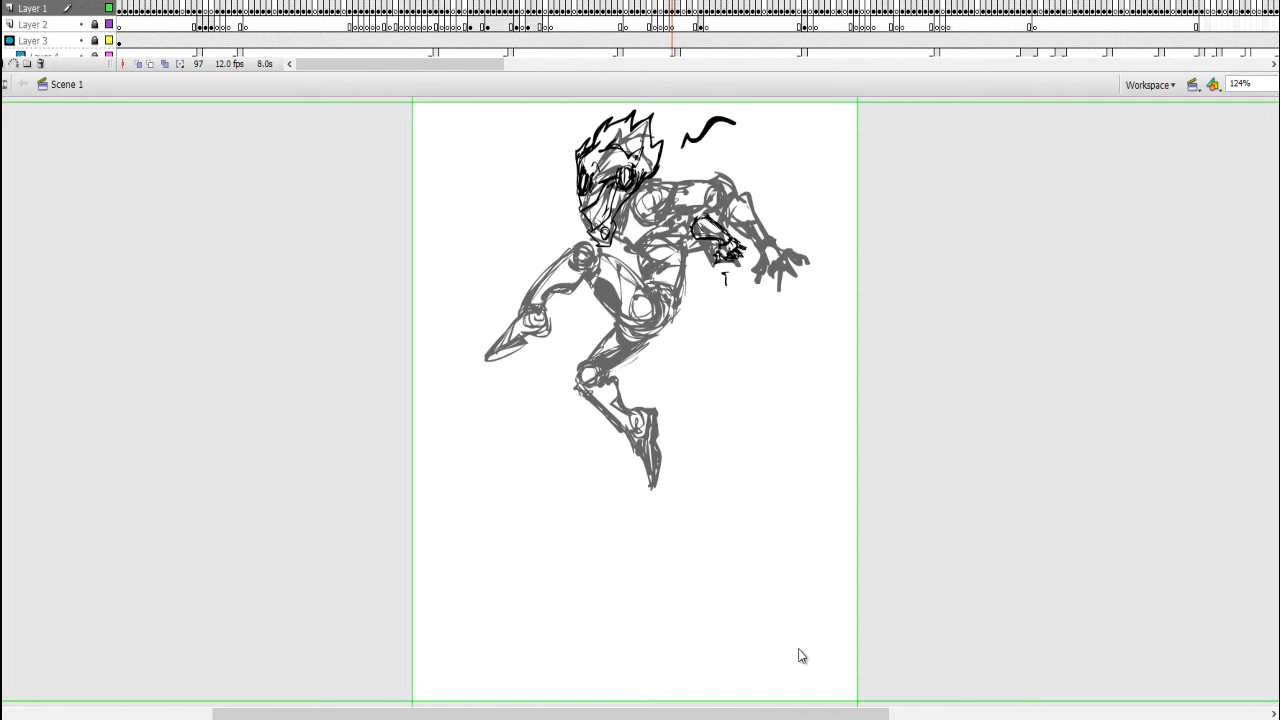 Layer 1
Layer 2
Layer 3
97 12.0 fps 8.0s
Scene 1 Workspace 124%
T